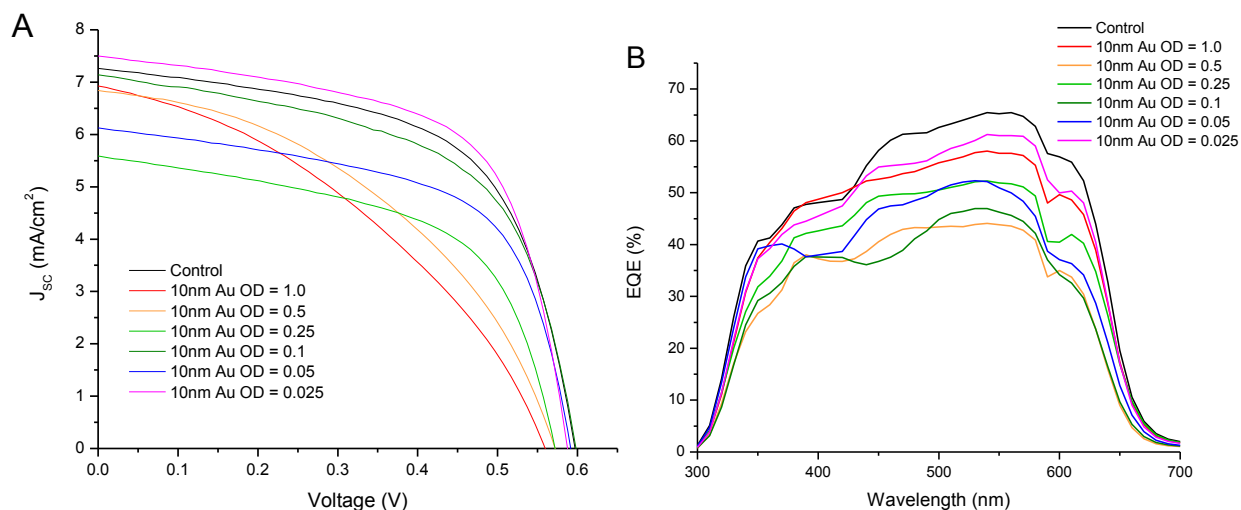 A
J_SC (mA/cm²)
8
7
6
5
4
3
2
1
0
Control
10nm Au OD = 1.0
10nm Au OD = 0.5
10nm Au OD = 0.25
10nm Au OD = 0.1
10nm Au OD = 0.05
10nm Au OD = 0.025
0.0 0.1 0.2 0.3 0.4 0.5 0.6
Voltage (V)
B
Control
10nm Au OD = 1.0
10nm Au OD = 0.5
10nm Au OD = 0.25
10nm Au OD = 0.1
10nm Au OD = 0.05
10nm Au OD = 0.025
EQE (%)
70
60
50
40
30
20
10
0
300 400 500 600 700
Wavelength (nm)